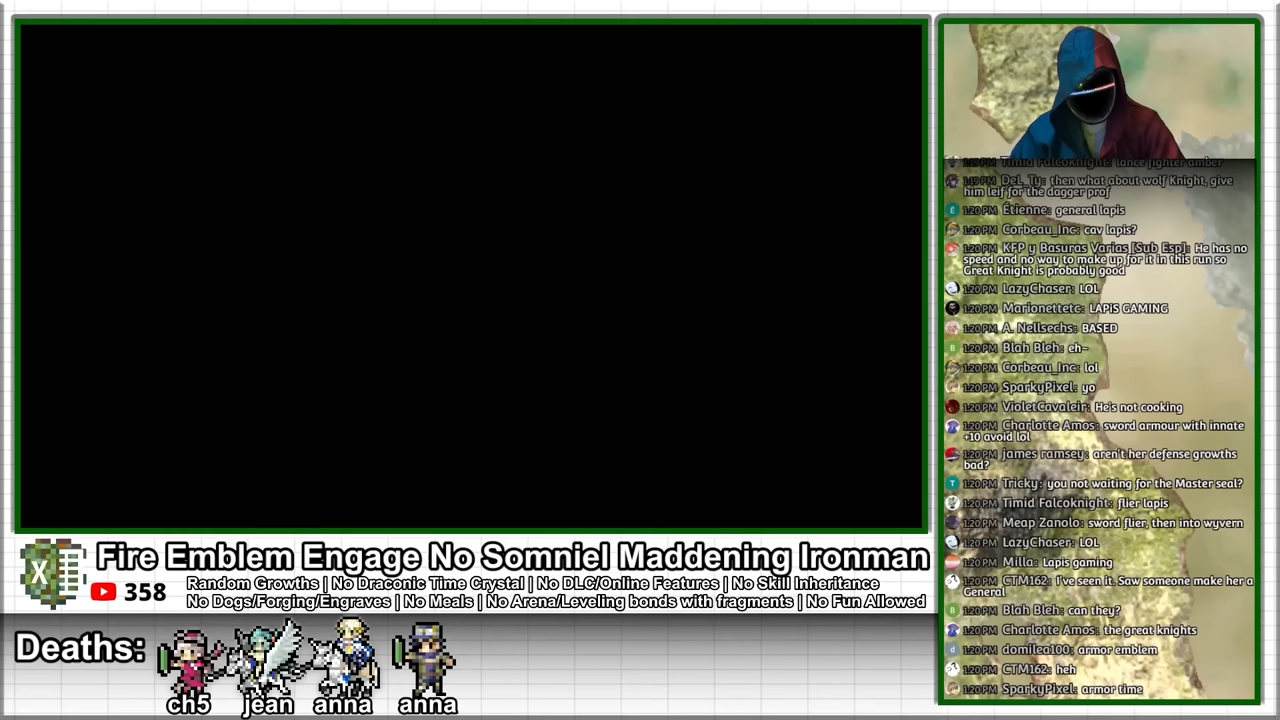 1:19 PM Timid Falcoknight: lance fighter amber
1:19 PM DeL_Ty: then what about wolf Knight, give
him leif for the dagger prof
1:20 PM Étienne: general lapis
1:20 PM Corbeau_Inc: cav lapis?
1:20 PM KFP y Basuras Varias [Sub Esp]: He has no
speed and no way to make up for it in this run so
Great Knight is probably good
1:20 PM LazyChaser: LOL
1:20 PM Marionettetc: LAPIS GAMING
1:20 PM A. Nellsechs: BASED
1:20 PM Blah Bleh: eh~
1:20 PM Corbeau_Inc: lol
1:20 PM SparkyPixel: yo
1:20 PM VioletCavaleir: He's not cooking
1:20 PM Charlotte Amos: sword armour with innate
+10 avoid lol
1:20 PM james ramsey: aren't her defense growths
bad?
1:20 PM Tricky: you not waiting for the Master seal?
1:20 PM Timid Falcoknight: flier lapis
1:20 PM Meap Zanolo: sword flier, then into wyvern
1:20 PM LazyChaser: LOL
1:20 PM Milla: Lapis gaming
1:20 PM CTM162: I've seen it. Saw someone make her a
General
1:20 PM Blah Bleh: can they?
1:20 PM Charlotte Amos: the great knights
1:20 PM domilea100: armor emblem
1:20 PM CTM162: heh
1:20 PM SparkyPixel: armor time
X
Fire Emblem Engage No Somniel Maddening Ironman
358
Random Growths | No Draconic Time Crystal | No DLC/Online Features | No Skill Inheritance
No Dogs/Forging/Engraves | No Meals | No Arena/Leveling bonds with fragments | No Fun Allowed
Deaths:
ch5 jean anna anna